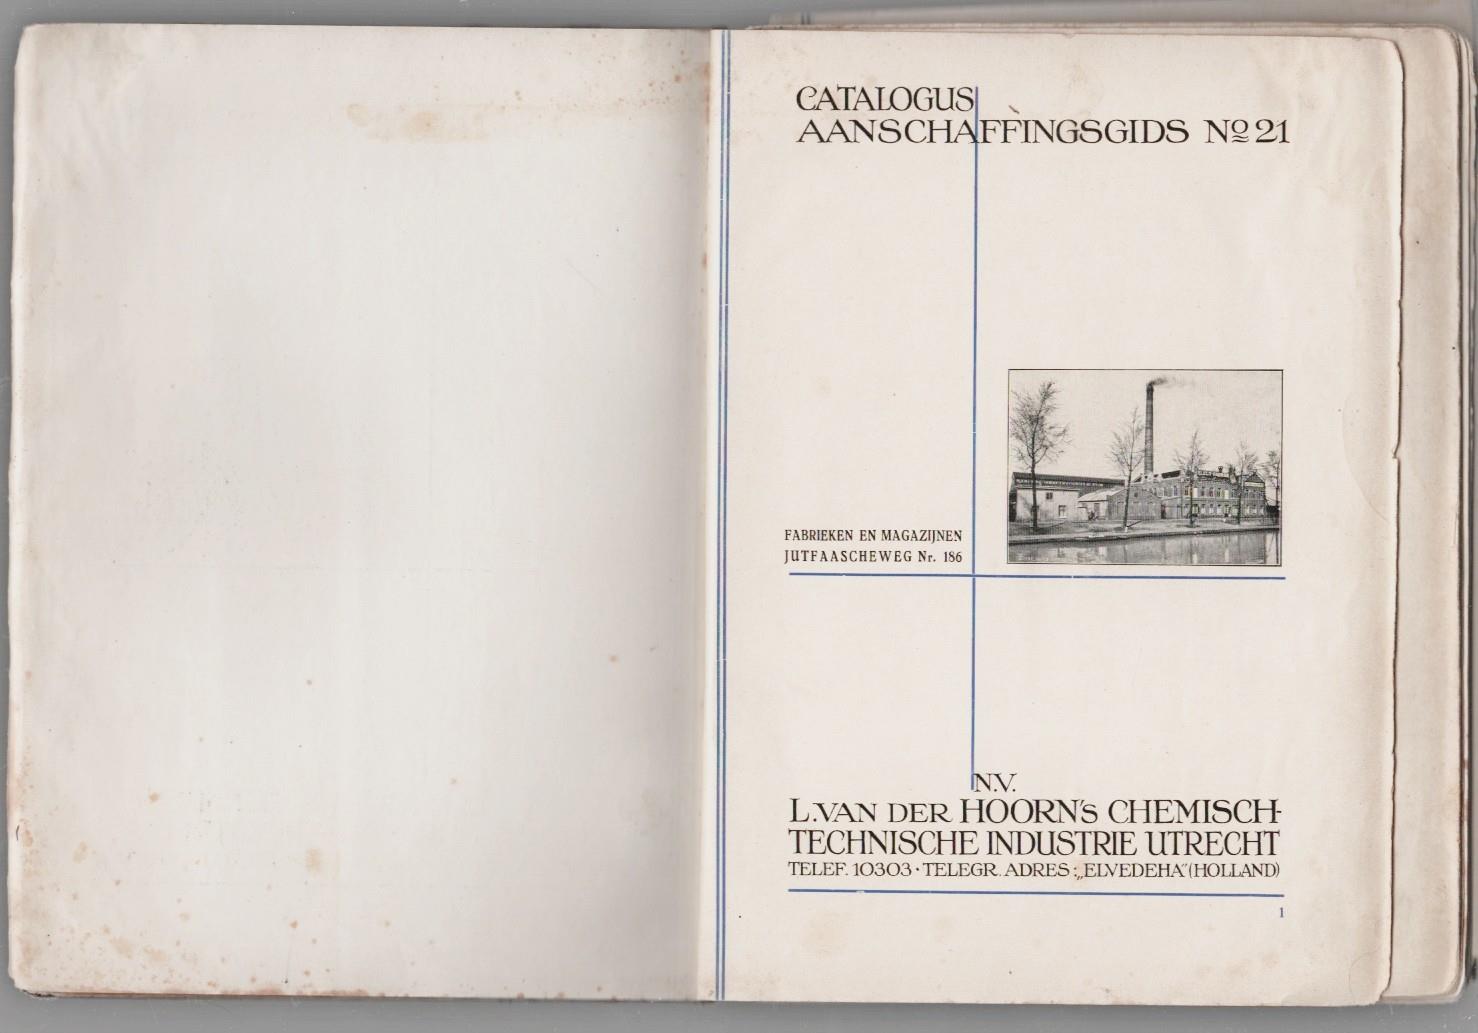 CATALOGUS
AANSCHAFFINGSGIDS No 21
FABRIEKEN EN MAGAZIJNEN
JUTFAASCHEWEG Nr. 186
N.V.
L. VAN DER HOORN's CHEMISCH-
TECHNISCHE INDUSTRIE UTRECHT
TELEF. 10303 · TELEGR. ADRES: „ELVEDEHA" (HOLLAND)
1